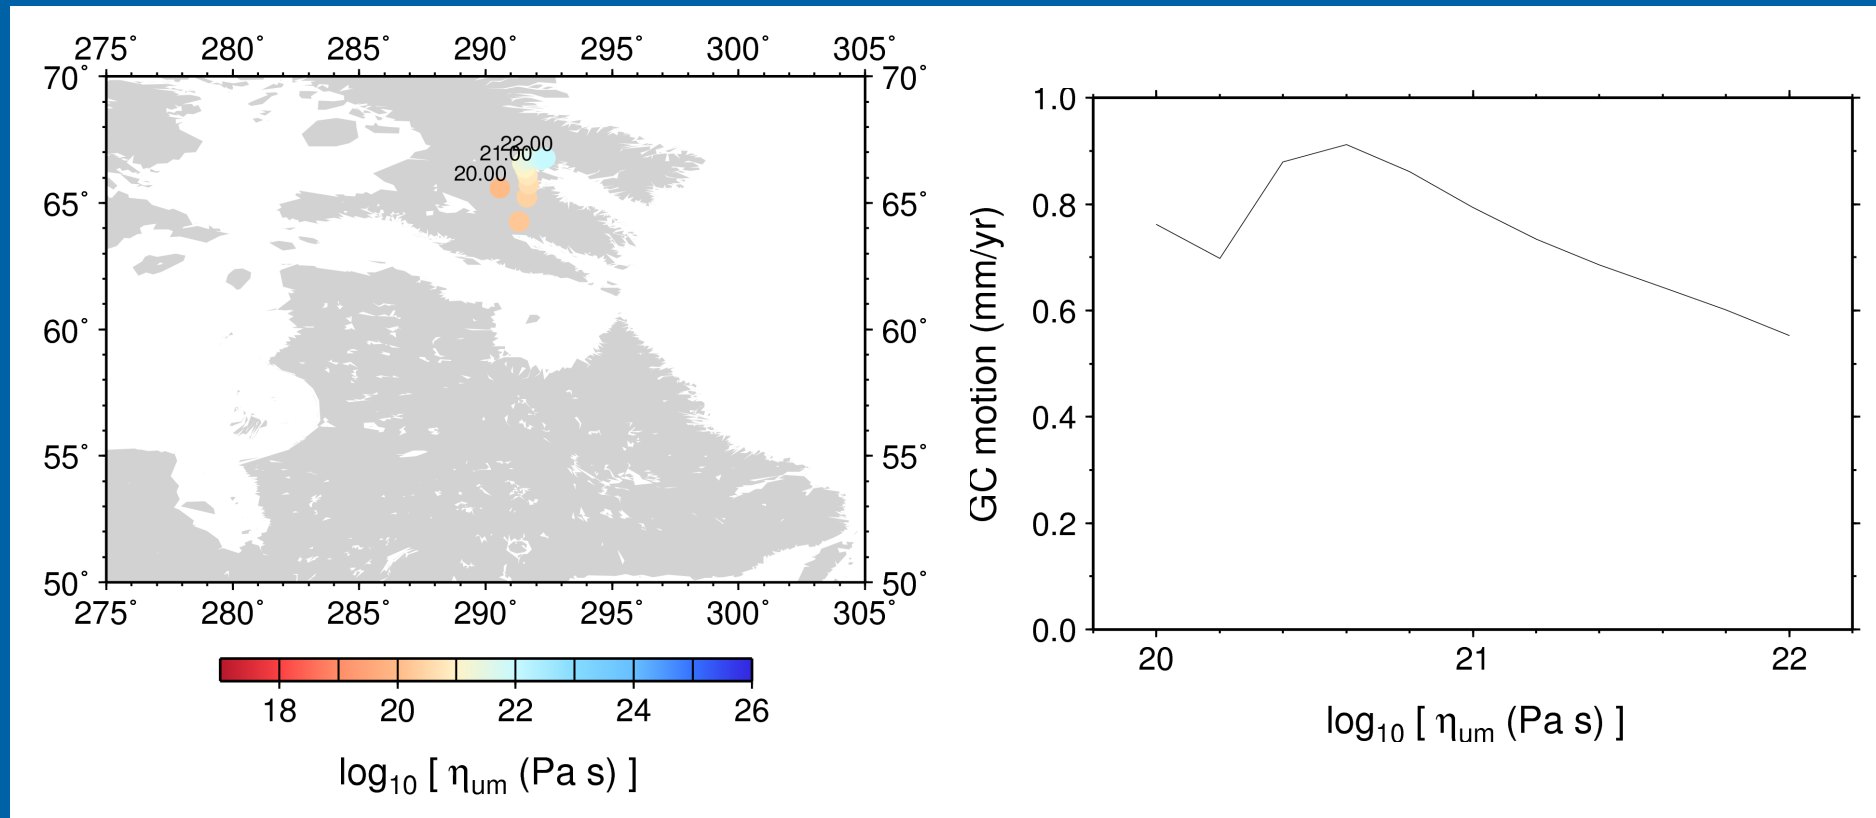 275° 280° 285° 290° 295° 300° 305°
70° 70°
65° 65°
60° 60°
55° 55°
50° 50°
275° 280° 285° 290° 295° 300° 305°
22.00
21.00
20.00
18 20 22 24 26
log10 [ ηum (Pa s) ]
1.0
0.8
0.6
0.4
0.2
0.0
GC motion (mm/yr)
20 21 22
log10 [ ηum (Pa s) ]